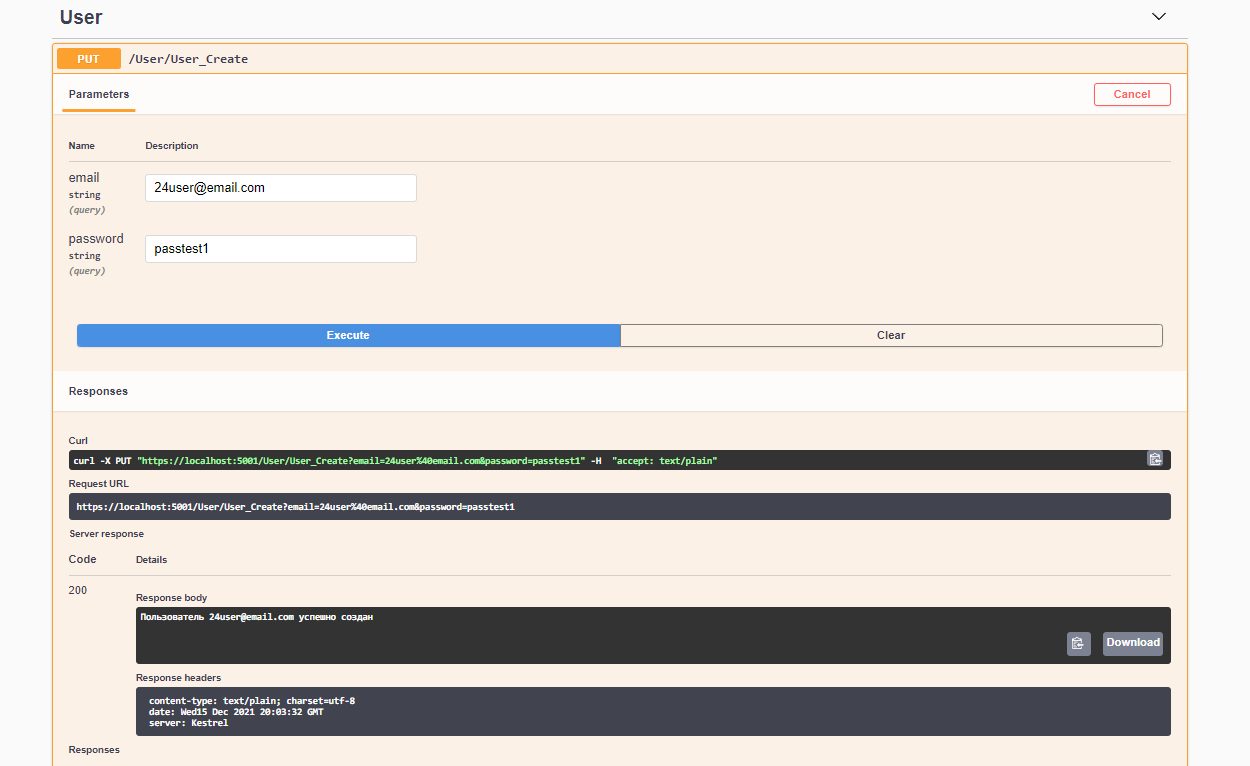 User
PUT /User/User_Create
Parameters
Cancel
Name Description
email
string
(query)
24user@email.com
password
string
(query)
passtest1
Execute Clear
Responses
Curl
curl -X PUT "https://localhost:5001/User/User_Create?email=24user%40email.com&password=passtest1" -H  "accept: text/plain"
Request URL
https://localhost:5001/User/User_Create?email=24user%40email.com&password=passtest1
Server response
Code Details
200
Response body
Пользователь 24user@email.com успешно создан
Download
Response headers
content-type: text/plain; charset=utf-8
date: Wed15 Dec 2021 20:03:32 GMT
server: Kestrel
Responses